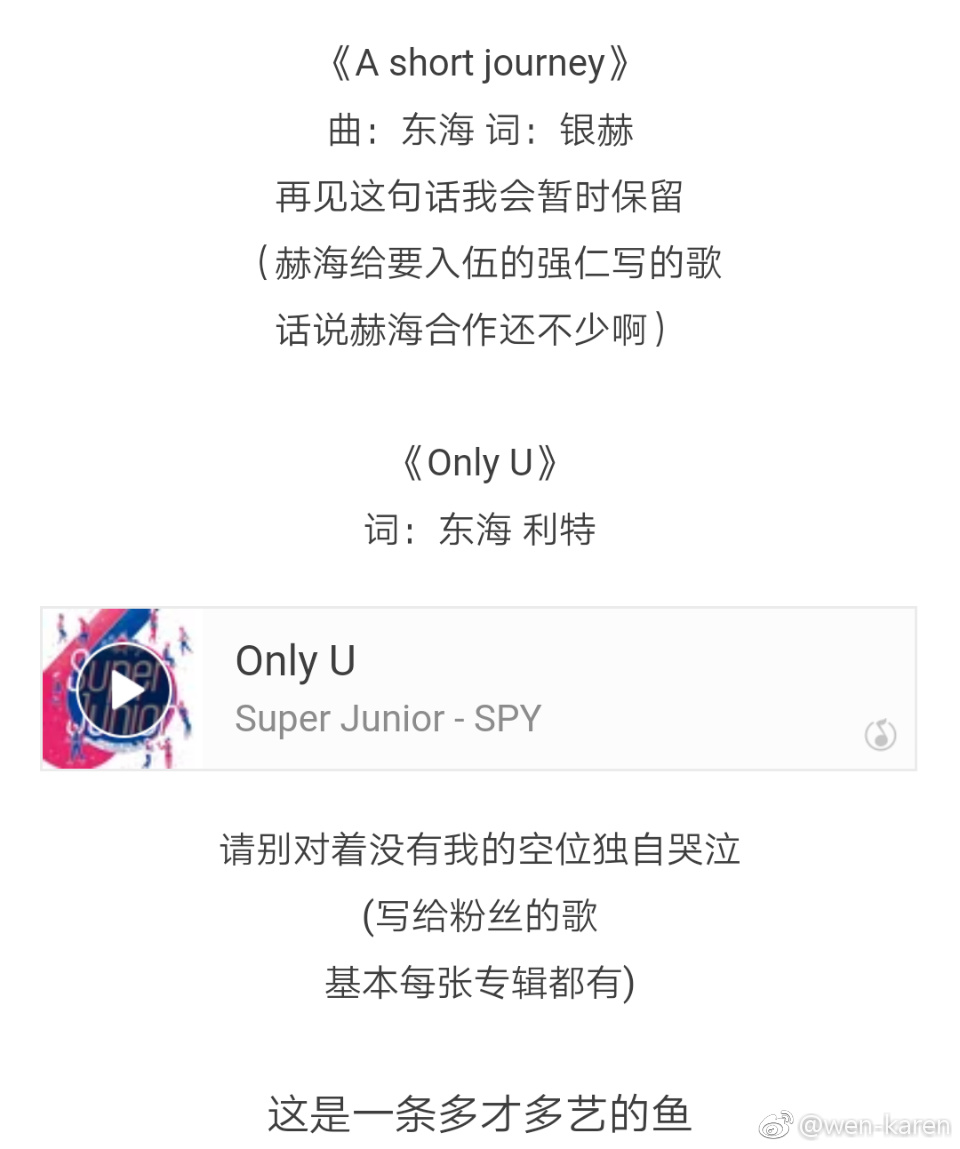 《A short journey》
曲：东海 词：银赫
再见这句话我会暂时保留
（赫海给要入伍的强仁写的歌
话说赫海合作还不少啊）
《Only U》
词：东海 利特
Super Junior
Only U
Super Junior - SPY
请别对着没有我的空位独自哭泣
(写给粉丝的歌
基本每张专辑都有)
这是一条多才多艺的鱼
@wen-karen